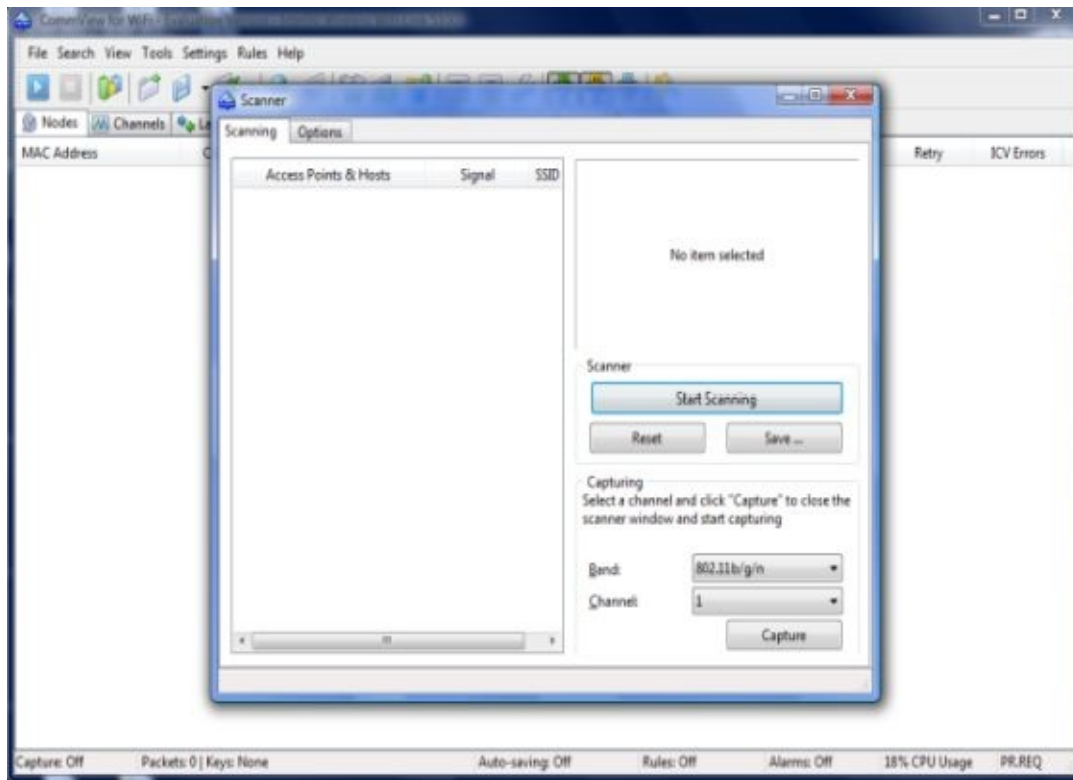 CommView for WiFi - Evaluation
File Search View Tools Settings Rules Help
Scanner
Nodes Channels
Scanning Options
MAC Address
Retry ICV Errors
Access Points & Hosts Signal SSID
No item selected
Scanner
Start Scanning
Reset Save ...
Capturing
Select a channel and click "Capture" to close the
scanner window and start capturing
Band: 802.11b/g/n
Channel: 1
Capture
Capture: Off Packets: 0 | Keys: None Auto-saving: Off Rules: Off Alarms: Off 18% CPU Usage PR.REQ